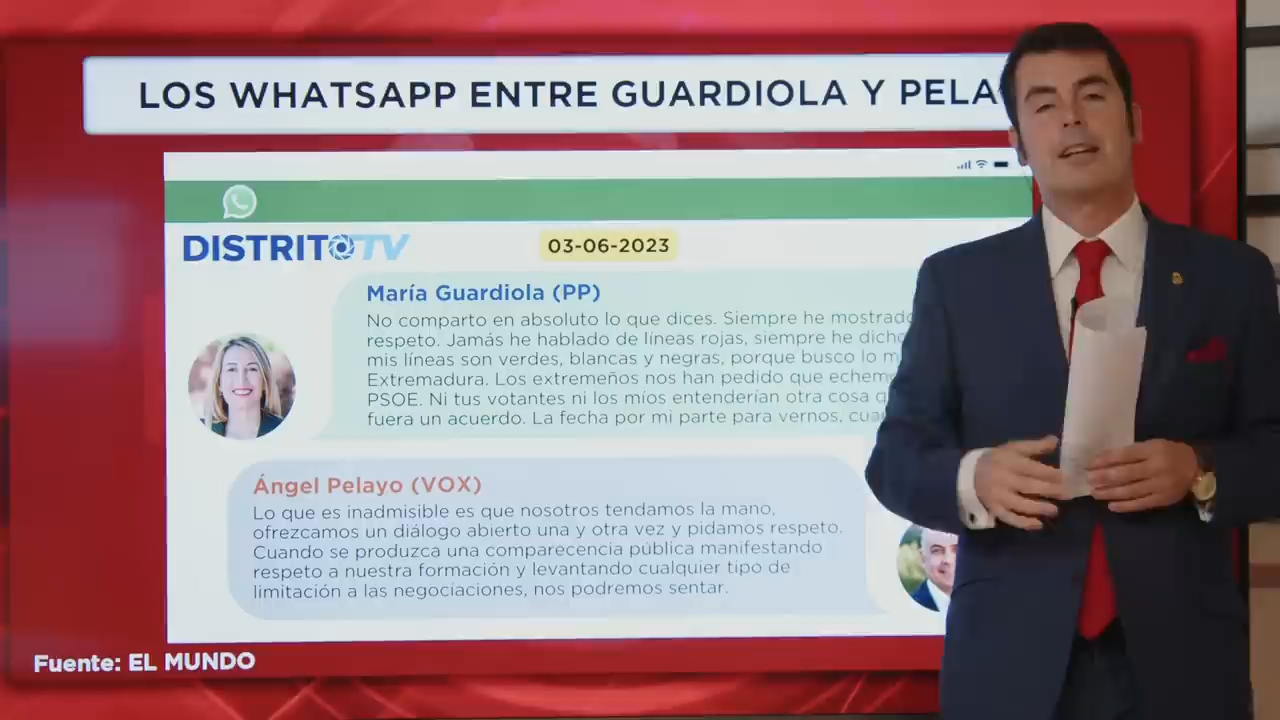 LOS WHATSAPP ENTRE GUARDIOLA Y PELA
DISTRITOTV
03-06-2023
María Guardiola (PP)
No comparto en absoluto lo que dices. Siempre he mostrado
respeto. Jamás he hablado de líneas rojas, siempre he dicho
mis líneas son verdes, blancas y negras, porque busco lo m
Extremadura. Los extremeños nos han pedido que echem
PSOE. Ni tus votantes ni los míos entenderían otra cosa q
fuera un acuerdo. La fecha por mi parte para vernos, cua
Ángel Pelayo (VOX)
Lo que es inadmisible es que nosotros tendamos la mano,
ofrezcamos un diálogo abierto una y otra vez y pidamos respeto.
Cuando se produzca una comparecencia pública manifestando
respeto a nuestra formación y levantando cualquier tipo de
limitación a las negociaciones, nos podremos sentar.
Fuente: EL MUNDO